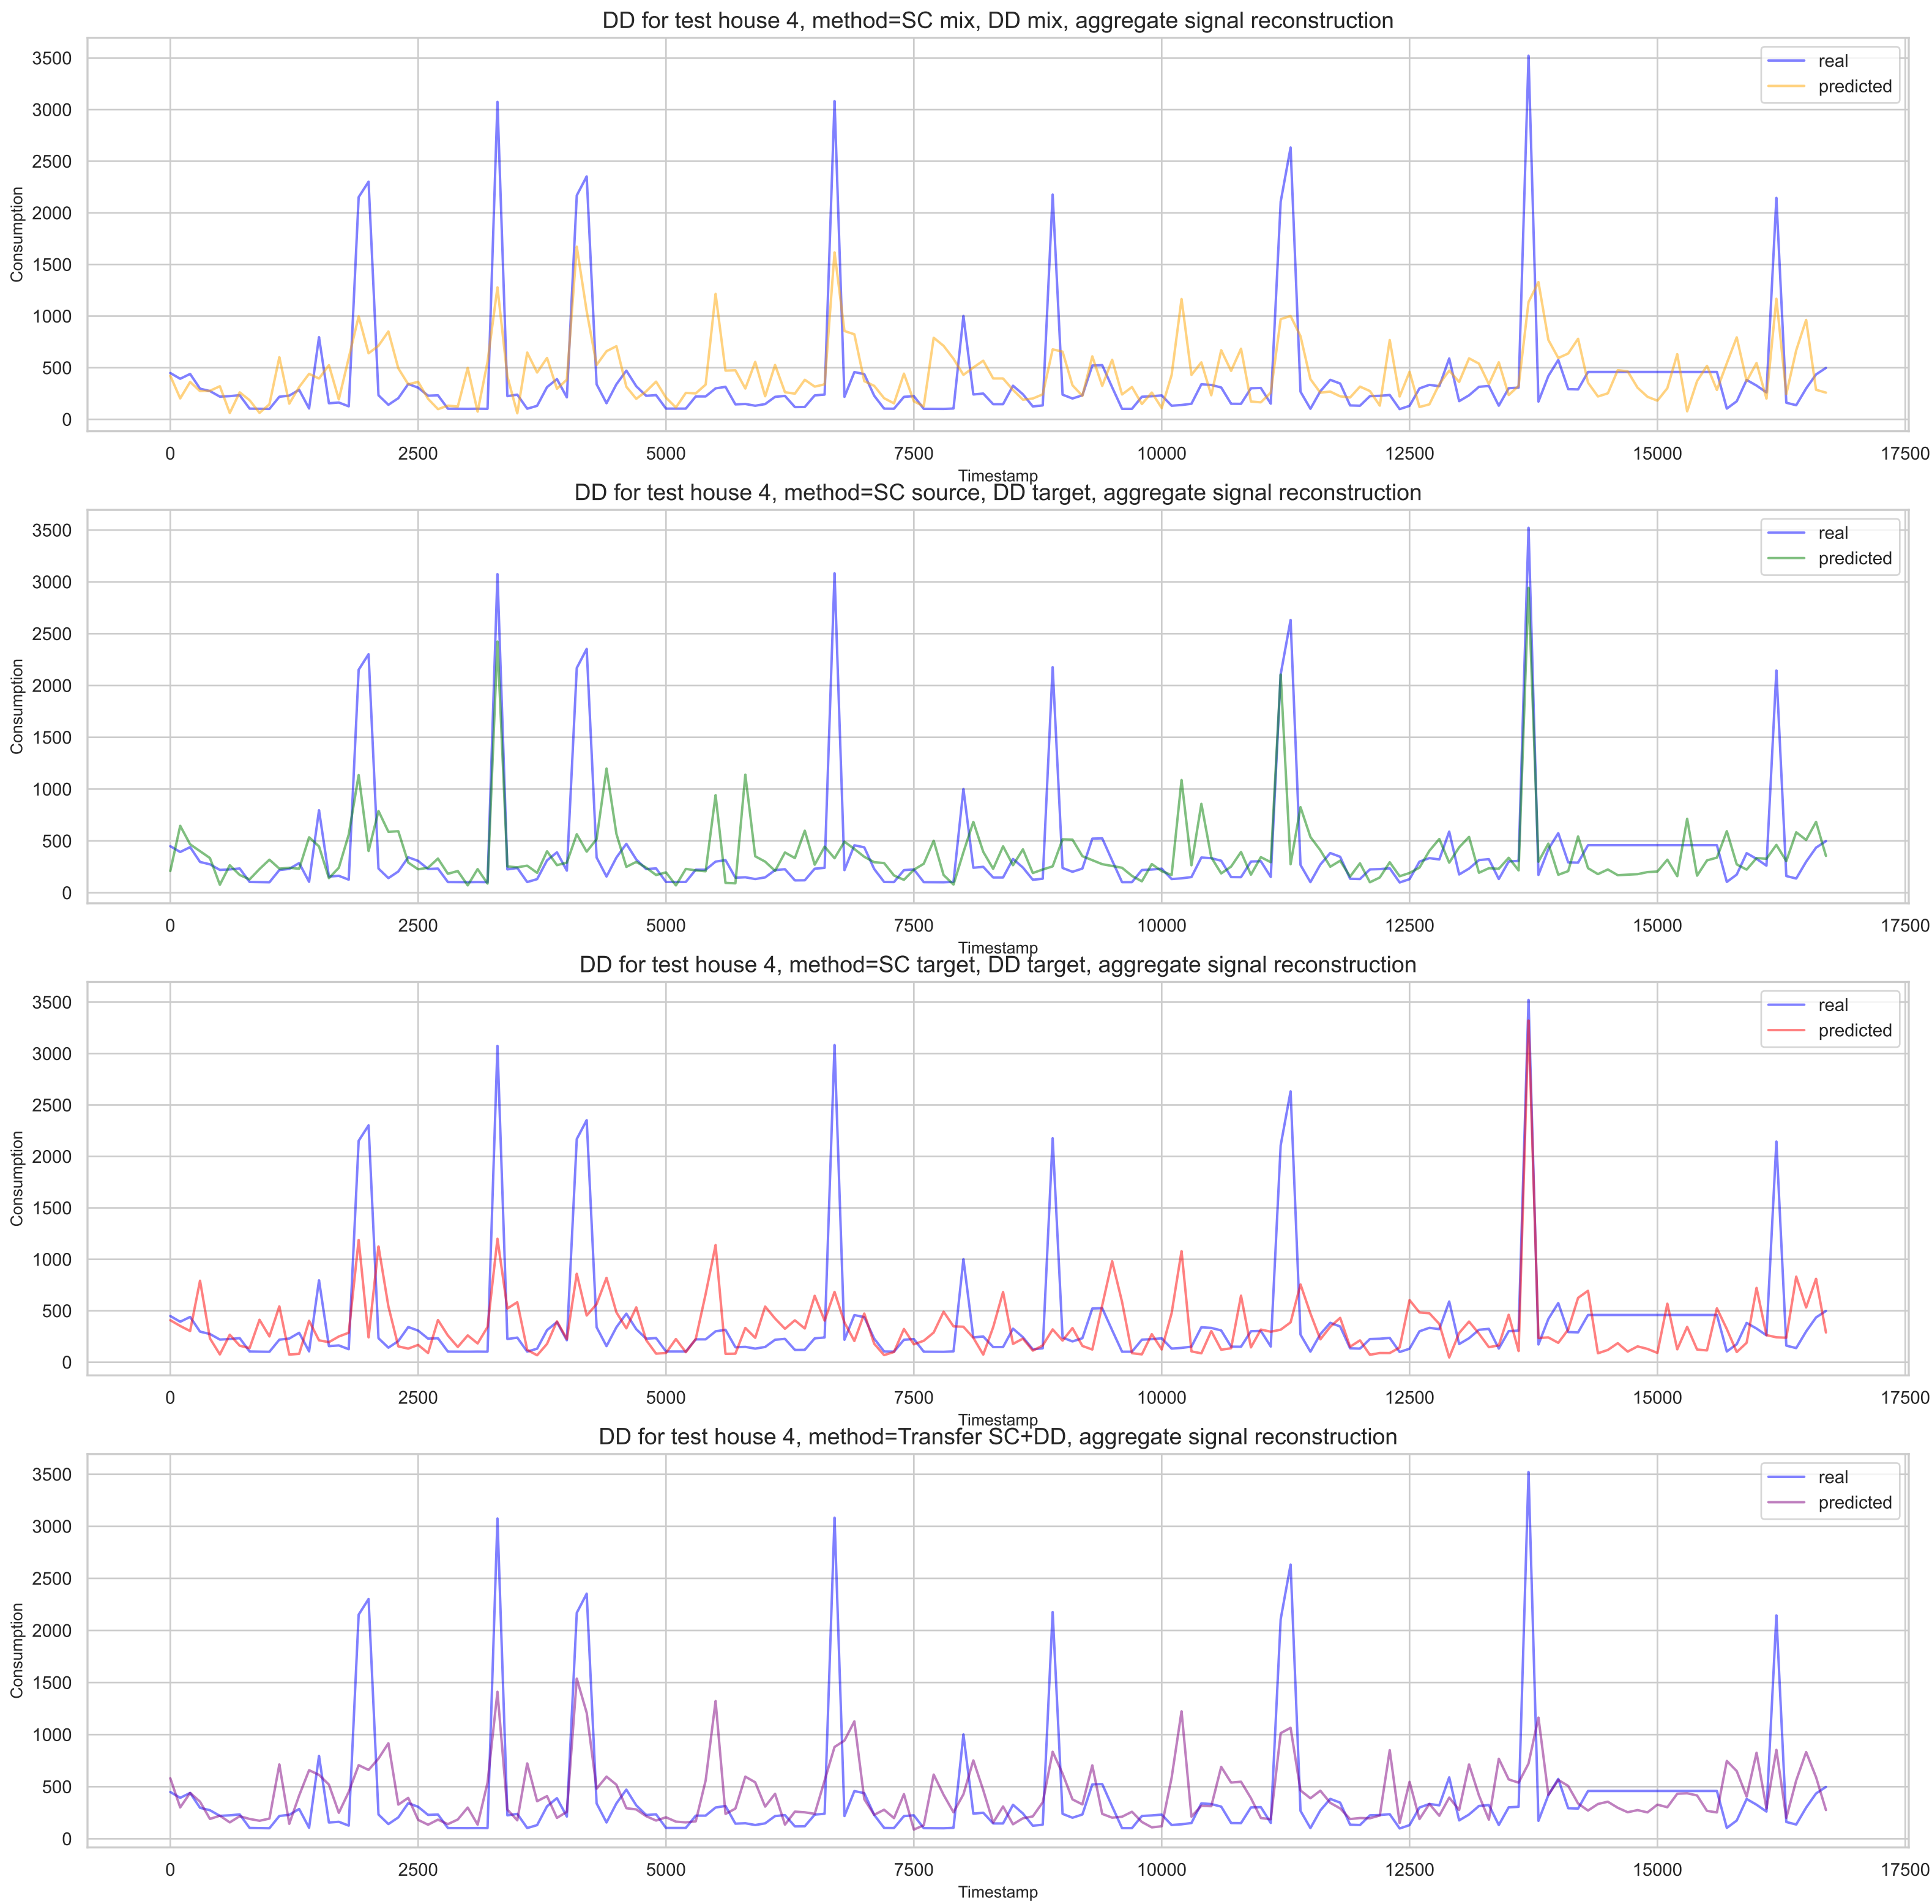 DD for test house 4, method=SC mix, DD mix, aggregate signal reconstruction
3500
3000
2500
2000
1500
1000
500
0
Consumption
real
predicted
0 2500 5000 7500 10000 12500 15000 17500
Timestamp
DD for test house 4, method=SC source, DD target, aggregate signal reconstruction
3500
3000
2500
2000
1500
1000
500
0
Consumption
real
predicted
0 2500 5000 7500 10000 12500 15000 17500
Timestamp
DD for test house 4, method=SC target, DD target, aggregate signal reconstruction
3500
3000
2500
2000
1500
1000
500
0
Consumption
real
predicted
0 2500 5000 7500 10000 12500 15000 17500
Timestamp
DD for test house 4, method=Transfer SC+DD, aggregate signal reconstruction
3500
3000
2500
2000
1500
1000
500
0
Consumption
real
predicted
0 2500 5000 7500 10000 12500 15000 17500
Timestamp